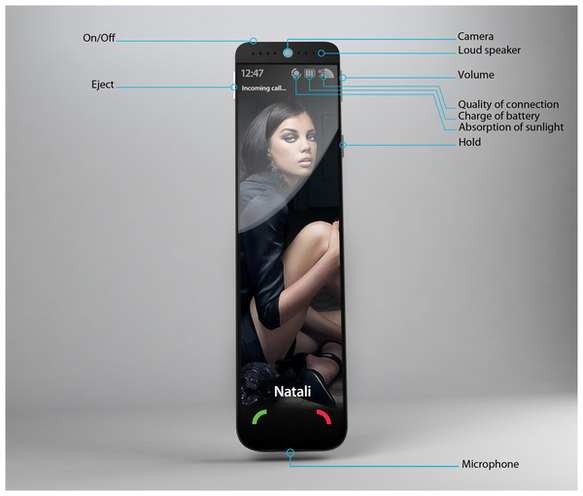 On/Off
Camera
Loud speaker
12:47
Volume
Eject
Incoming call...
Quality of connection
Charge of battery
Absorption of sunlight
Hold
Natali
Microphone